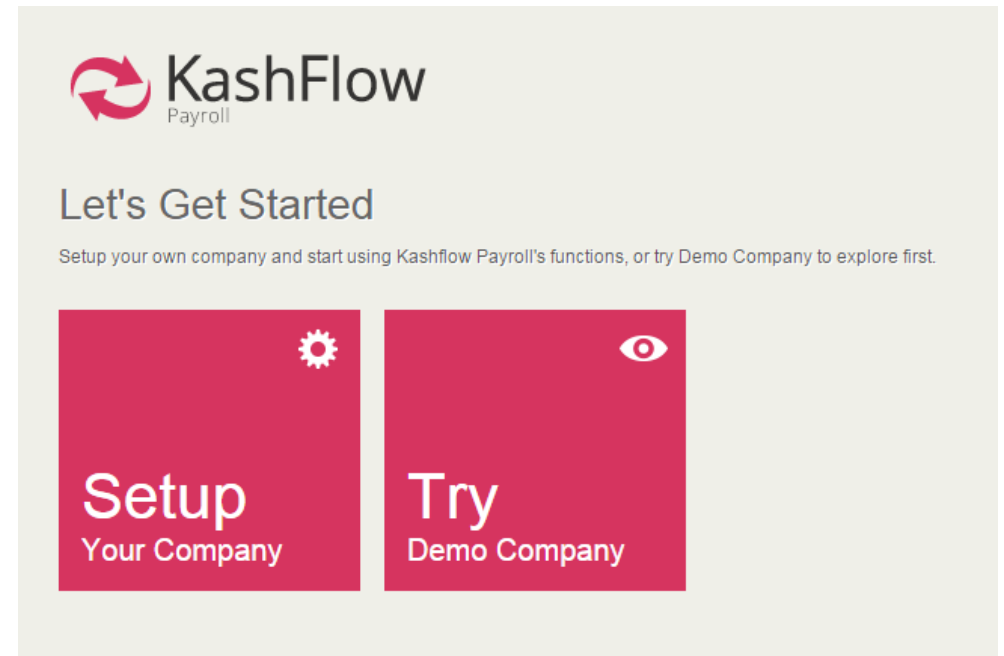 KashFlow
Payroll
Let's Get Started
Setup your own company and start using Kashflow Payroll's functions, or try Demo Company to explore first.
Setup
Your Company
Try
Demo Company